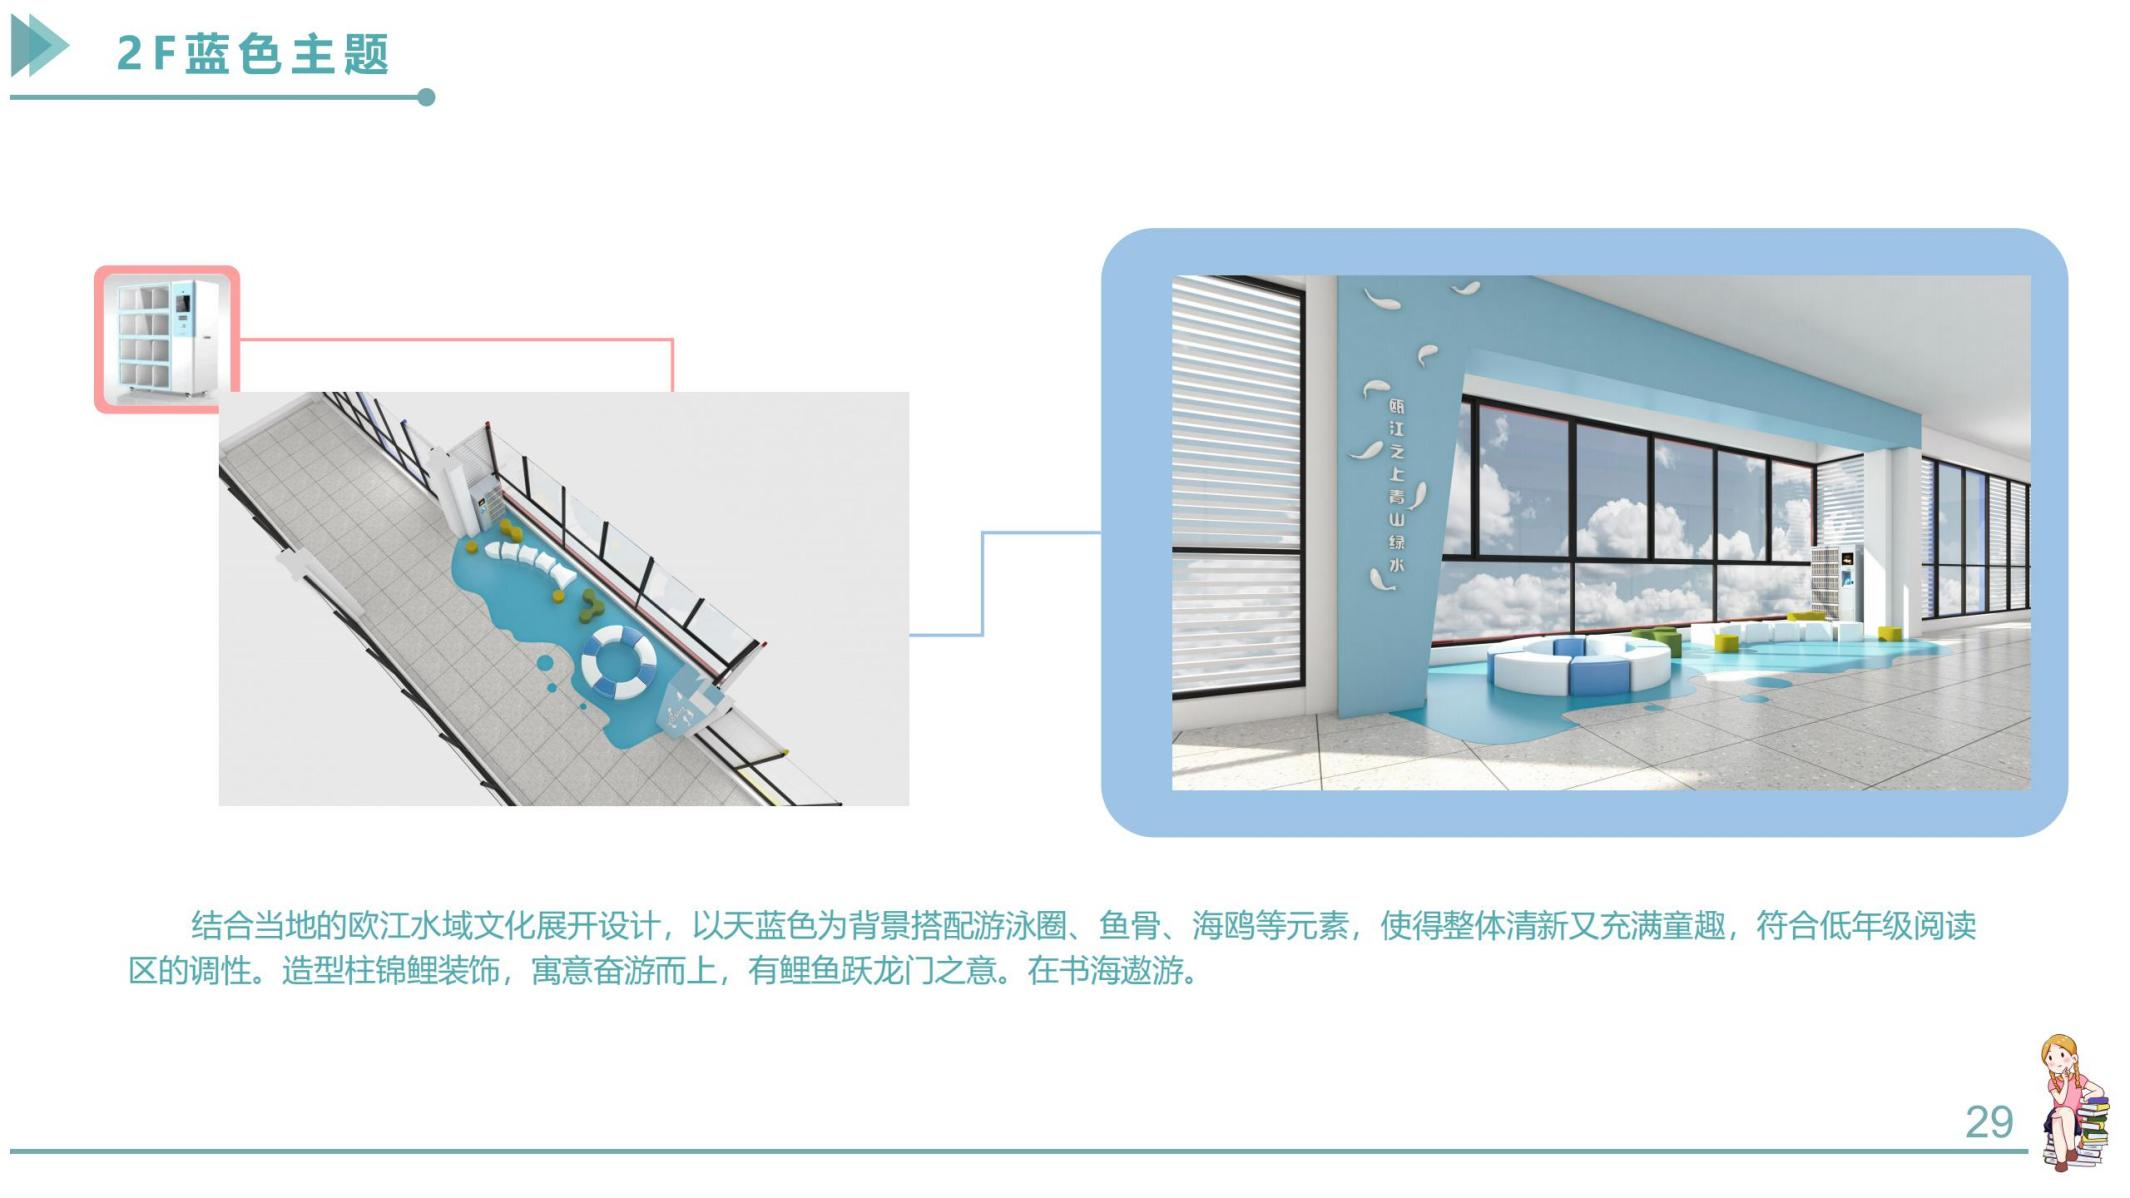 2F蓝色主题
瓯江之上青山绿水
结合当地的欧江水域文化展开设计，以天蓝色为背景搭配游泳圈、鱼骨、海鸥等元素，使得整体清新又充满童趣，符合低年级阅读
区的调性。造型柱锦鲤装饰，寓意奋游而上，有鲤鱼跃龙门之意。在书海遨游。
29